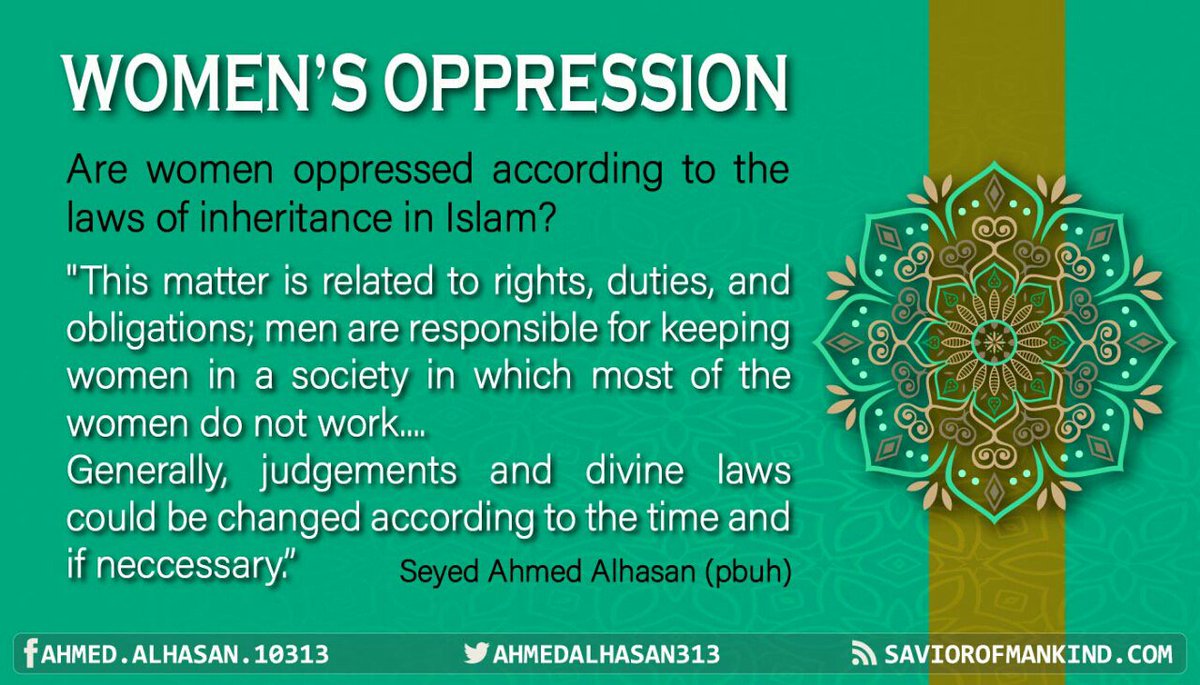 WOMEN'S OPPRESSION
Are women oppressed according to the
laws of inheritance in Islam?
"This matter is related to rights, duties, and
obligations; men are responsible for keeping
women in a society in which most of the
women do not work....
Generally, judgements and divine laws
could be changed according to the time and
if neccessary.”
Seyed Ahmed Alhasan (pbuh)
AHMED.ALHASAN.10313
AHMEDALHASAN313
SAVIOROFMANKIND.COM